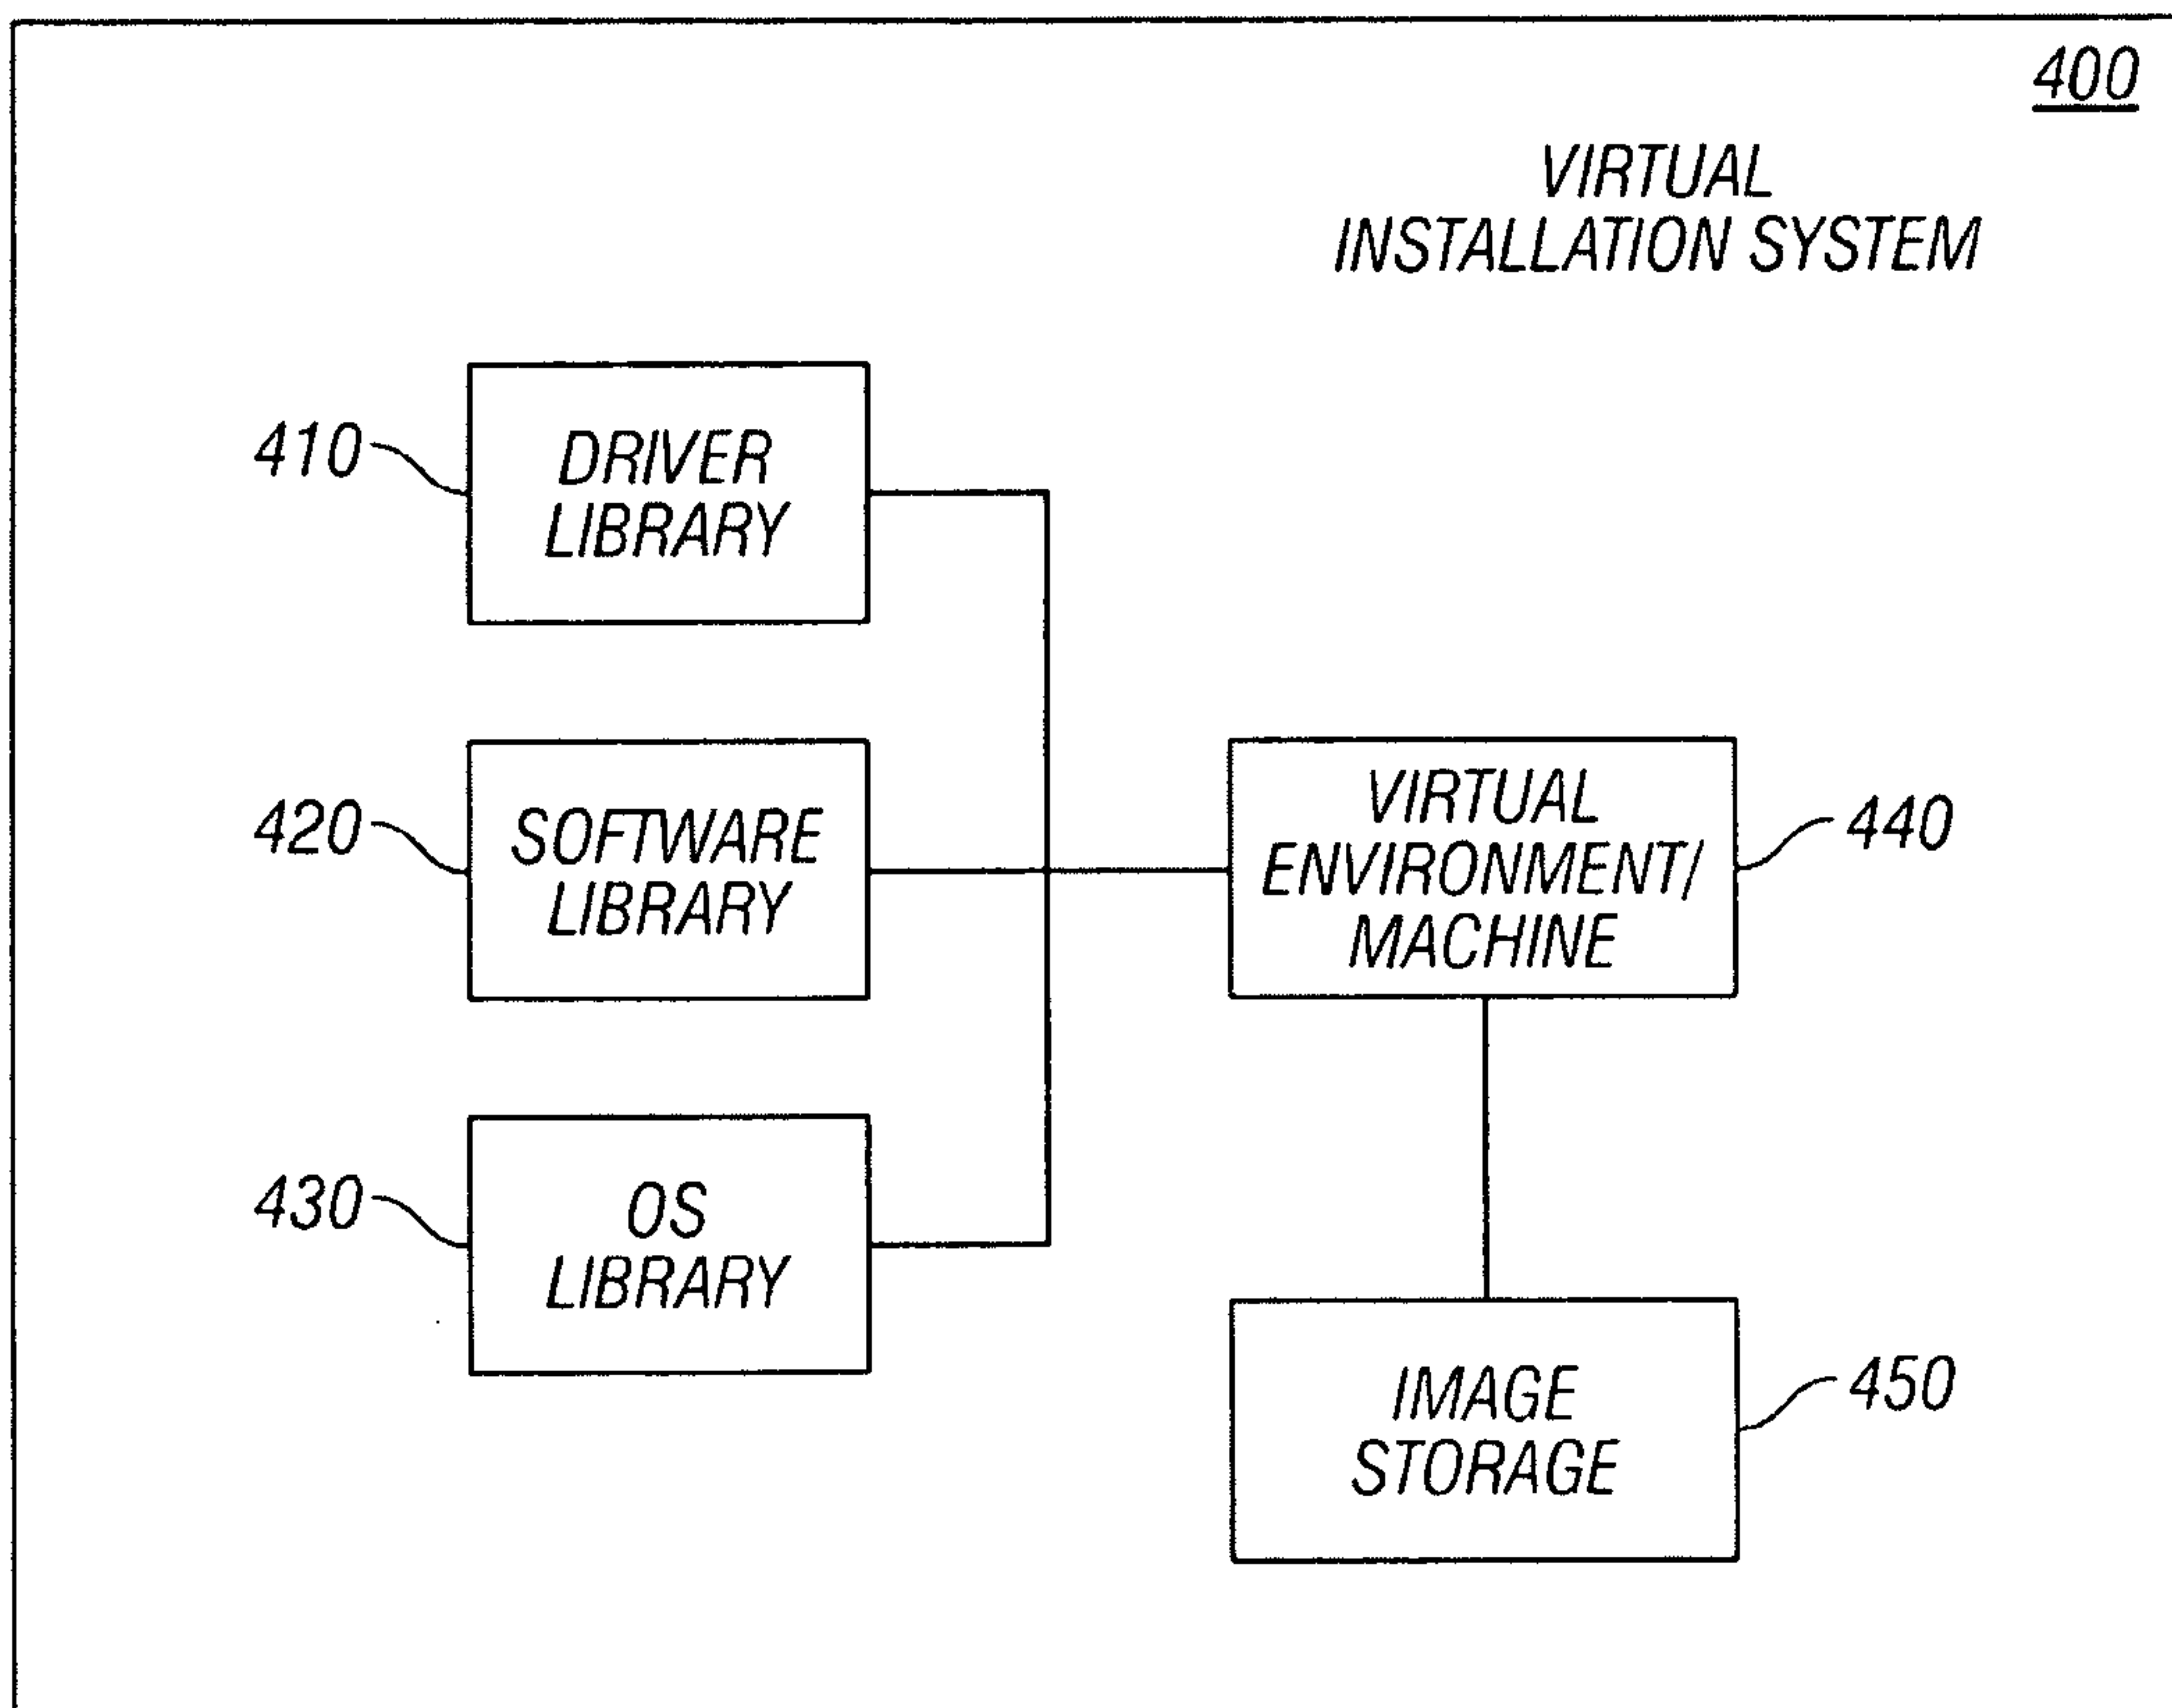 400
VIRTUAL
INSTALLATION SYSTEM
410
DRIVER
LIBRARY
420
SOFTWARE
LIBRARY
430
OS
LIBRARY
VIRTUAL
ENVIRONMENT/
MACHINE
440
IMAGE
STORAGE
450